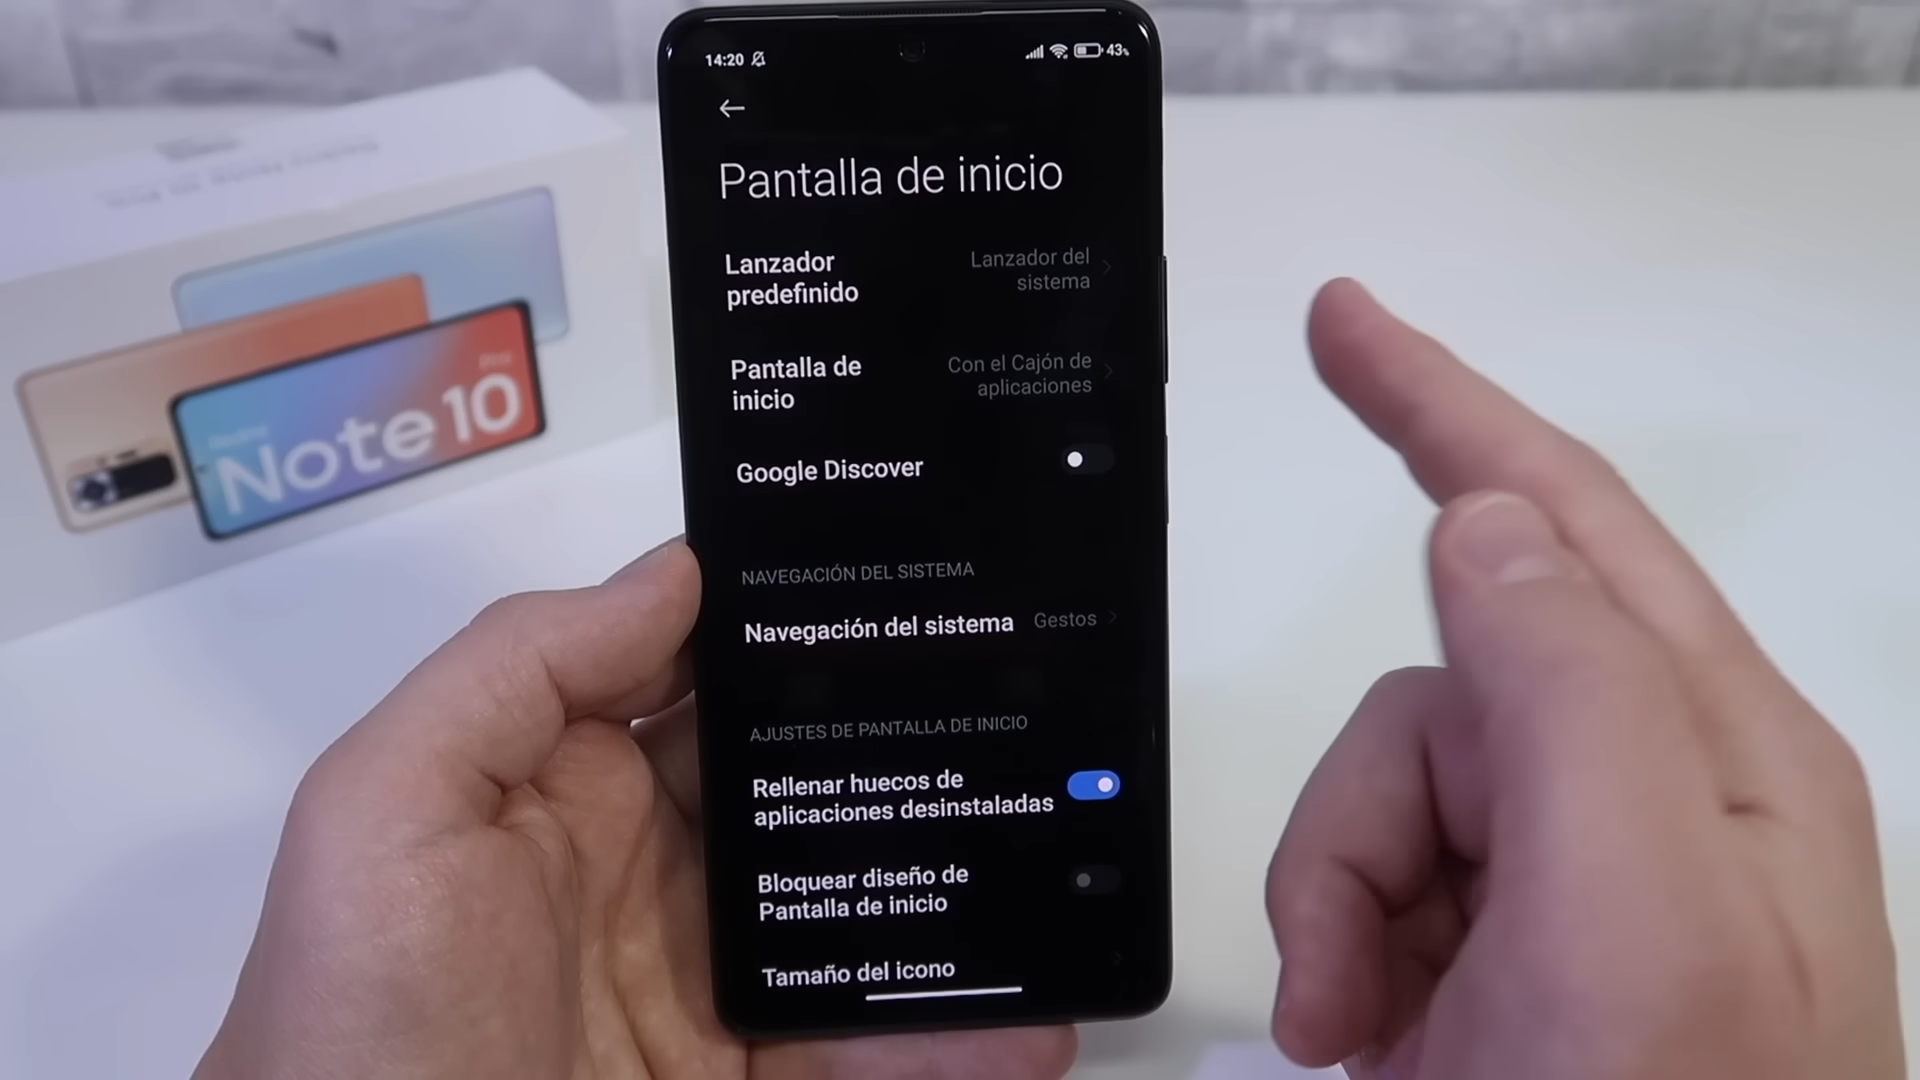 14:20
43%
Pantalla de inicio
Lanzador
predefinido
Lanzador del
sistema
Pantalla de
inicio
Con el Cajón de
aplicaciones
Google Discover
NAVEGACIÓN DEL SISTEMA
Navegación del sistema
Gestos
AJUSTES DE PANTALLA DE INICIO
Rellenar huecos de
aplicaciones desinstaladas
Bloquear diseño de
Pantalla de inicio
Tamaño del icono
Pro
Note 10